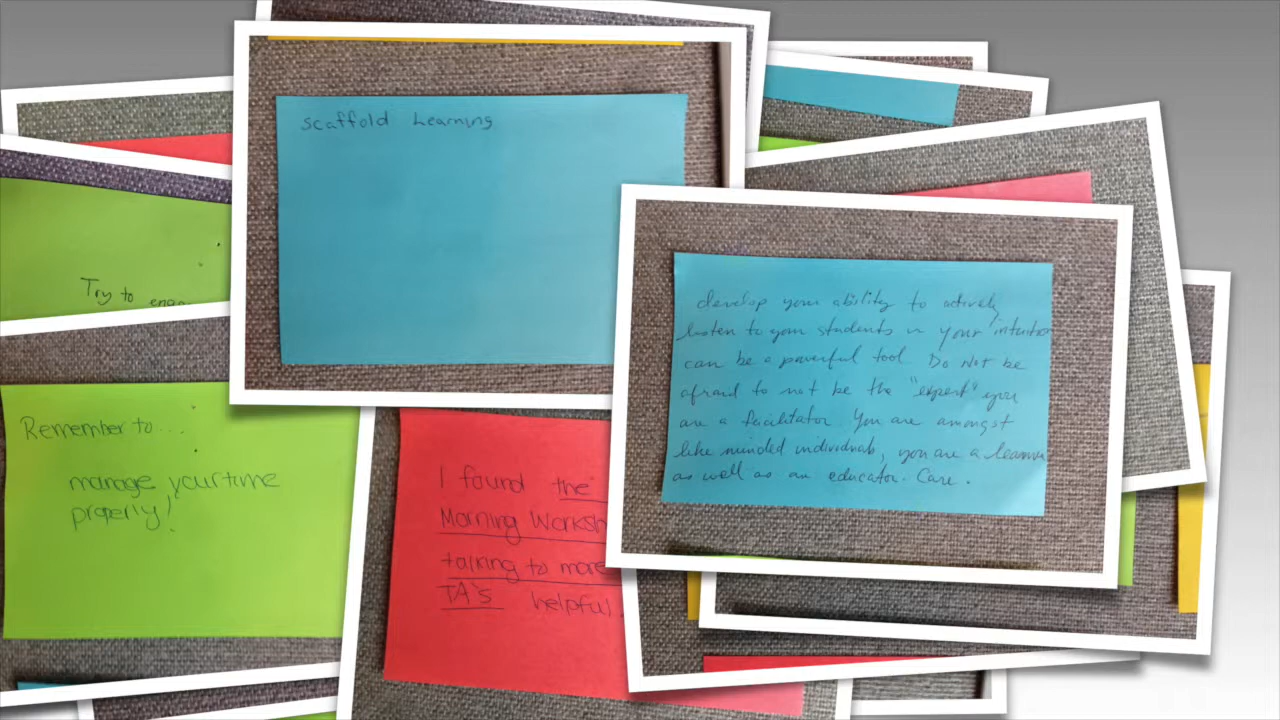 scaffold Learning
Try to enga
Remember to...
manage your time
properly!
I found the
Morning Worksh
talking to more
TA's helpful.
develop your ability to actively
listen to your students in your intuition
can be a powerful tool. Do Not be
afraid to not be the "expert" you
are a facilitator You are amongst
like minded individuals, you are a learner
as well as an educator. Care.